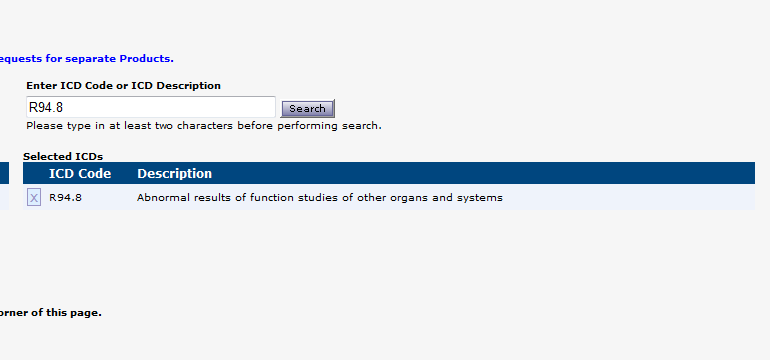 equests for separate Products.
Enter ICD Code or ICD Description
R94.8 Search
Please type in at least two characters before performing search.
Selected ICDs
ICD Code Description
X R94.8 Abnormal results of function studies of other organs and systems
orner of this page.